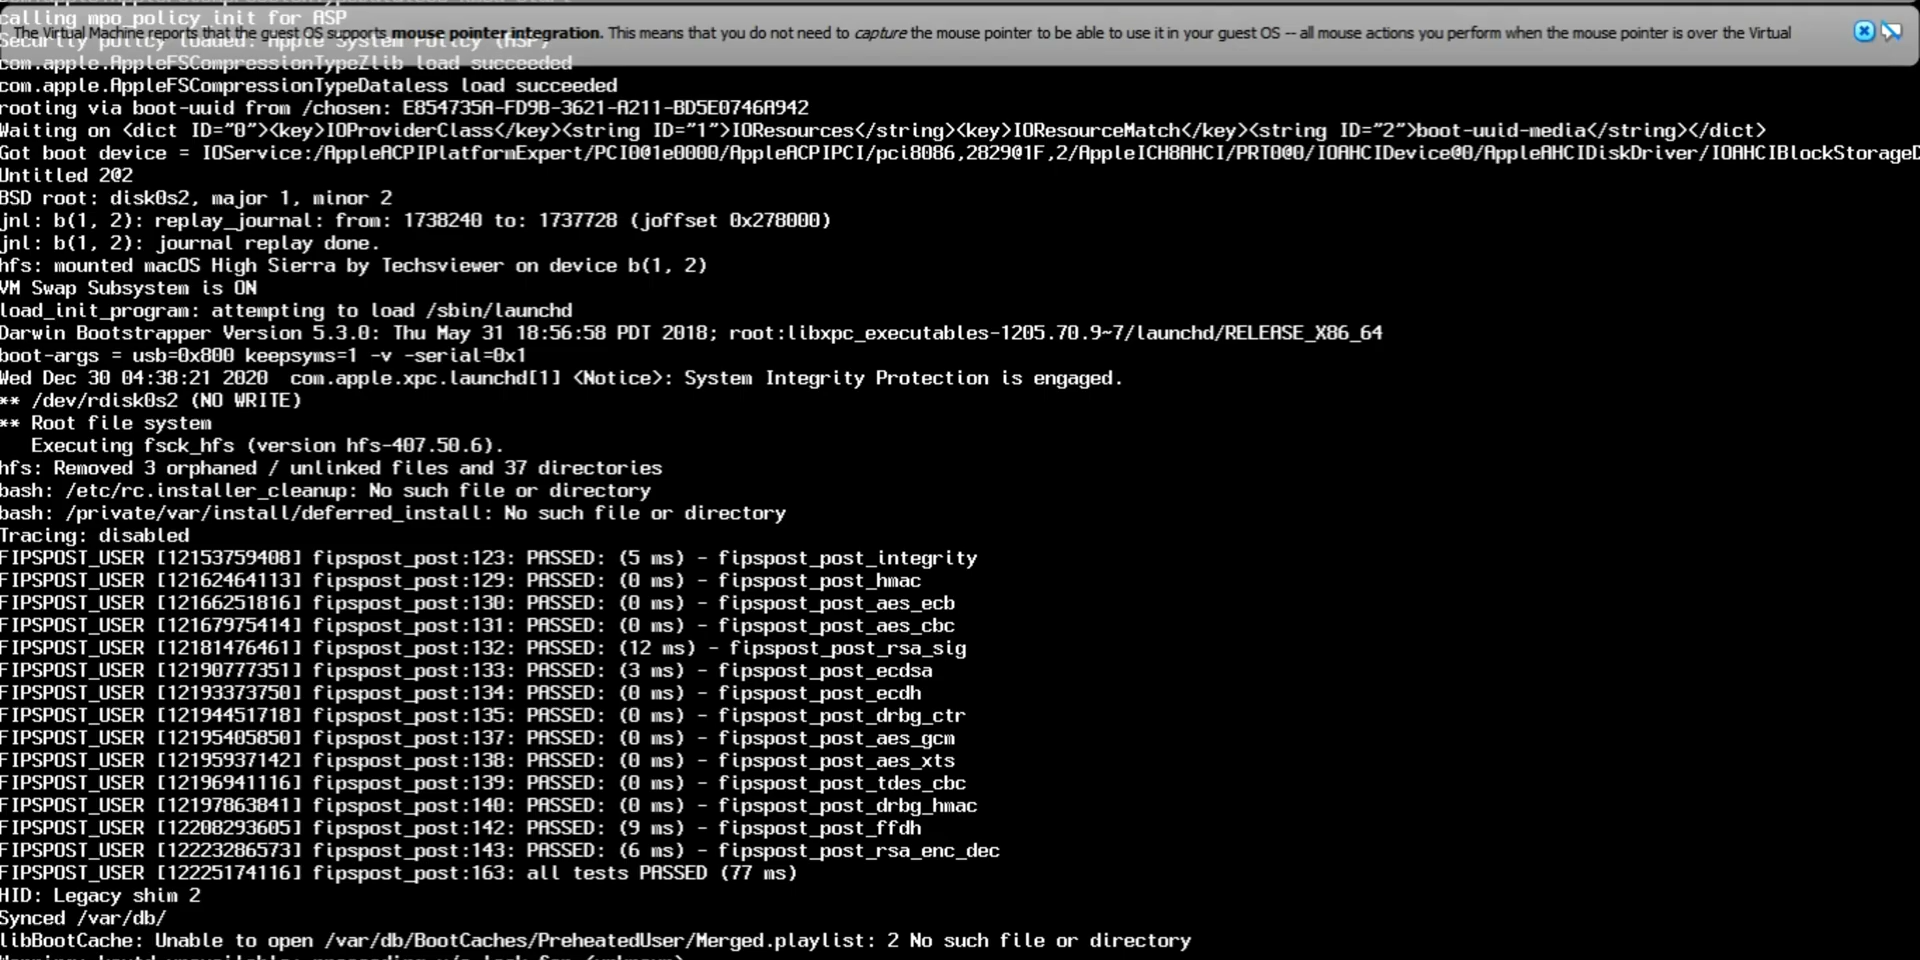 calling mpo_policy_init for ASP
The Virtual Machine reports that the guest OS supports mouse pointer integration. This means that you do not need to capture the mouse pointer to be able to use it in your guest OS -- all mouse actions you perform when the mouse pointer is over the Virtual
Security policy loaded: Apple System Policy (ASP)
com.apple.AppleFSCompressionTypeZlib load succeeded
com.apple.AppleFSCompressionTypeDataless load succeeded
rooting via boot-uuid from /chosen: E854735A-FD9B-3621-A211-BD5E0746A942
Waiting on <dict ID="0"><key>IOProviderClass</key><string ID="1">IOResources</string><key>IOResourceMatch</key><string ID="2">boot-uuid-media</string></dict>
Got boot device = IOService:/AppleACPIPlatformExpert/PCI0@1e0000/AppleACPIPCI/pci8086,2829@1F,2/AppleICH8AHCI/PRT0@0/IOAHCIDevice@0/AppleAHCIDiskDriver/IOAHCIBlockStorageD
Untitled 2@2
BSD root: disk0s2, major 1, minor 2
jnl: b(1, 2): replay_journal: from: 1738240 to: 1737728 (joffset 0x278000)
jnl: b(1, 2): journal replay done.
hfs: mounted macOS High Sierra by Techsviewer on device b(1, 2)
VM Swap Subsystem is ON
load_init_program: attempting to load /sbin/launchd
Darwin Bootstrapper Version 5.3.0: Thu May 31 18:56:58 PDT 2018; root:libxpc_executables-1205.70.9~7/launchd/RELEASE_X86_64
boot-args = usb=0x800 keepsyms=1 -v -serial=0x1
Wed Dec 30 04:38:21 2020  com.apple.xpc.launchd[1] <Notice>: System Integrity Protection is engaged.
** /dev/rdisk0s2 (NO WRITE)
** Root file system
   Executing fsck_hfs (version hfs-407.50.6).
hfs: Removed 3 orphaned / unlinked files and 37 directories
bash: /etc/rc.installer_cleanup: No such file or directory
bash: /private/var/install/deferred_install: No such file or directory
Tracing: disabled
FIPSPOST_USER [12153759408] fipspost_post:123: PASSED: (5 ms) - fipspost_post_integrity
FIPSPOST_USER [12162464113] fipspost_post:129: PASSED: (0 ms) - fipspost_post_hmac
FIPSPOST_USER [12166251816] fipspost_post:130: PASSED: (0 ms) - fipspost_post_aes_ecb
FIPSPOST_USER [12167975414] fipspost_post:131: PASSED: (0 ms) - fipspost_post_aes_cbc
FIPSPOST_USER [12181476461] fipspost_post:132: PASSED: (12 ms) - fipspost_post_rsa_sig
FIPSPOST_USER [12190777351] fipspost_post:133: PASSED: (3 ms) - fipspost_post_ecdsa
FIPSPOST_USER [12193373750] fipspost_post:134: PASSED: (0 ms) - fipspost_post_ecdh
FIPSPOST_USER [12194451718] fipspost_post:135: PASSED: (0 ms) - fipspost_post_drbg_ctr
FIPSPOST_USER [12195405850] fipspost_post:137: PASSED: (0 ms) - fipspost_post_aes_gcm
FIPSPOST_USER [12195937142] fipspost_post:138: PASSED: (0 ms) - fipspost_post_aes_xts
FIPSPOST_USER [12196941116] fipspost_post:139: PASSED: (0 ms) - fipspost_post_tdes_cbc
FIPSPOST_USER [12197863841] fipspost_post:140: PASSED: (0 ms) - fipspost_post_drbg_hmac
FIPSPOST_USER [12208293605] fipspost_post:142: PASSED: (9 ms) - fipspost_post_ffdh
FIPSPOST_USER [12223286573] fipspost_post:143: PASSED: (6 ms) - fipspost_post_rsa_enc_dec
FIPSPOST_USER [12225174116] fipspost_post:163: all tests PASSED (77 ms)
HID: Legacy shim 2
Synced /var/db/
libBootCache: Unable to open /var/db/BootCaches/PreheatedUser/Merged.playlist: 2 No such file or directory